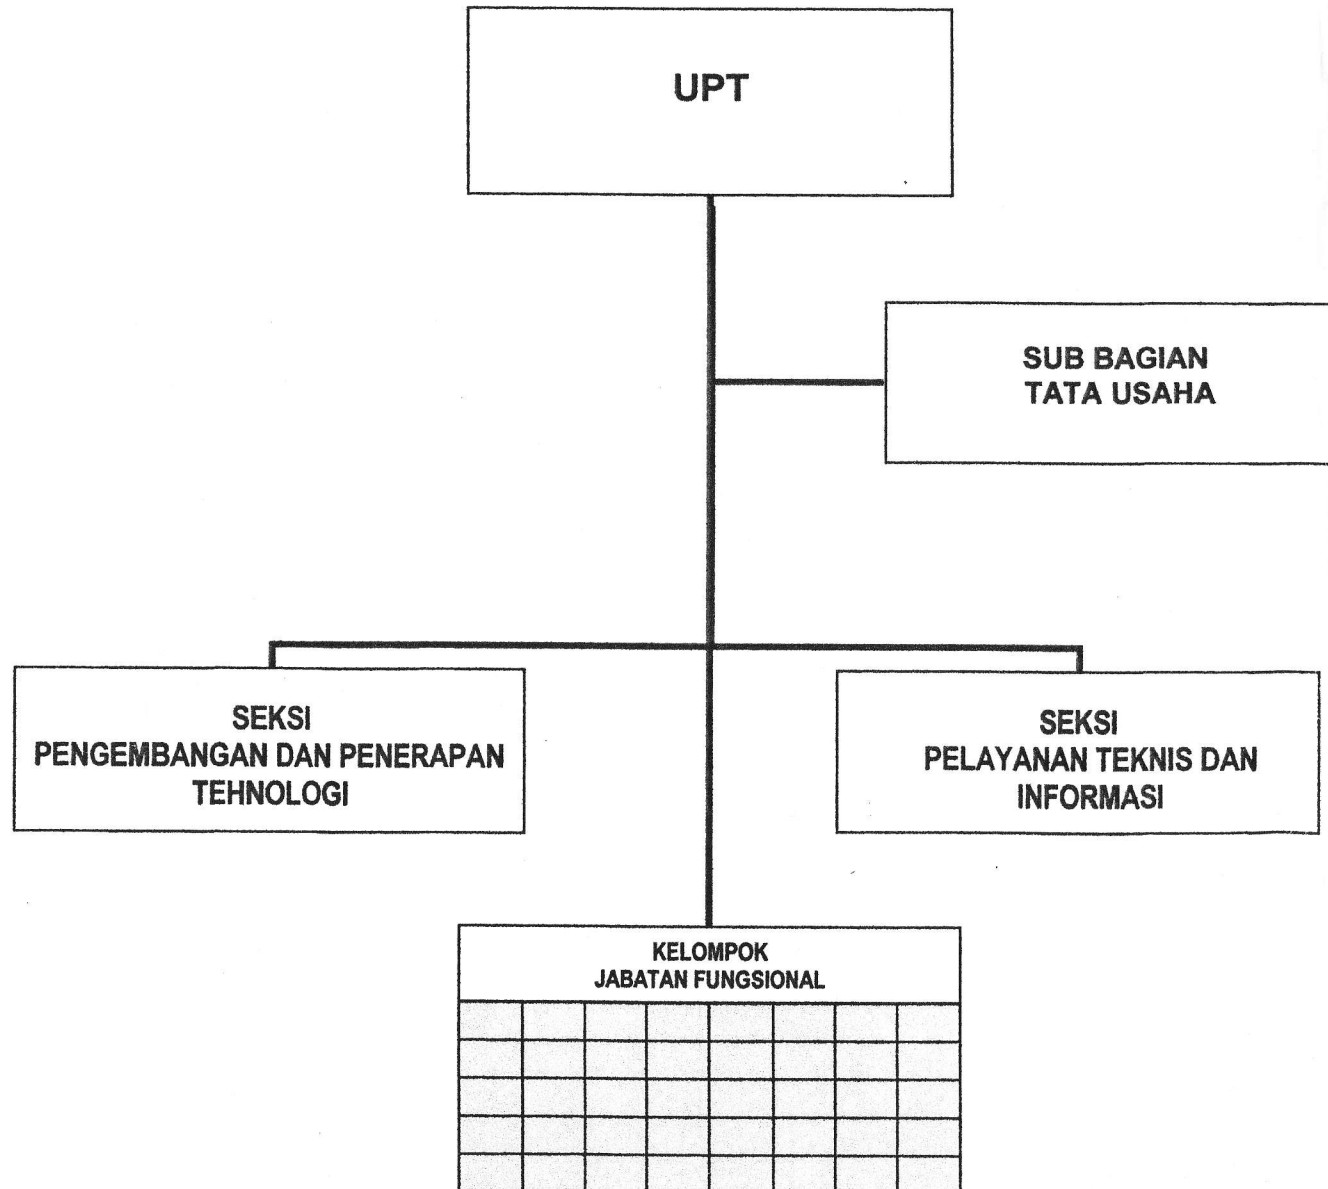 UPT
SUB BAGIAN
TATA USAHA
SEKSI
PENGEMBANGAN DAN PENERAPAN
TEHNOLOGI
SEKSI
PELAYANAN TEKNIS DAN
INFORMASI
KELOMPOK
JABATAN FUNGSIONAL